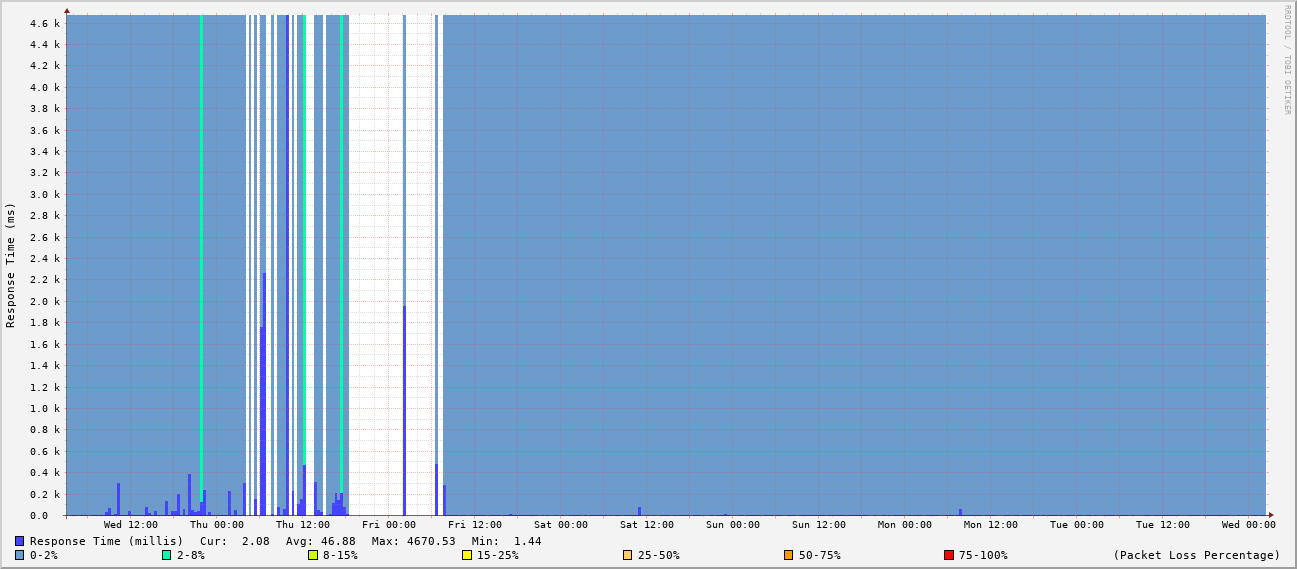 RRDTOOL / TOBI OETIKER
Response Time (ms)
4.6 k
4.4 k
4.2 k
4.0 k
3.8 k
3.6 k
3.4 k
3.2 k
3.0 k
2.8 k
2.6 k
2.4 k
2.2 k
2.0 k
1.8 k
1.6 k
1.4 k
1.2 k
1.0 k
0.8 k
0.6 k
0.4 k
0.2 k
0.0
Wed 12:00 Thu 00:00 Thu 12:00 Fri 00:00 Fri 12:00 Sat 00:00 Sat 12:00 Sun 00:00 Sun 12:00 Mon 00:00 Mon 12:00 Tue 00:00 Tue 12:00 Wed 00:00
Response Time (millis) Cur: 2.08 Avg: 46.88 Max: 4670.53 Min: 1.44
0-2% 2-8% 8-15% 15-25% 25-50% 50-75% 75-100% (Packet Loss Percentage)